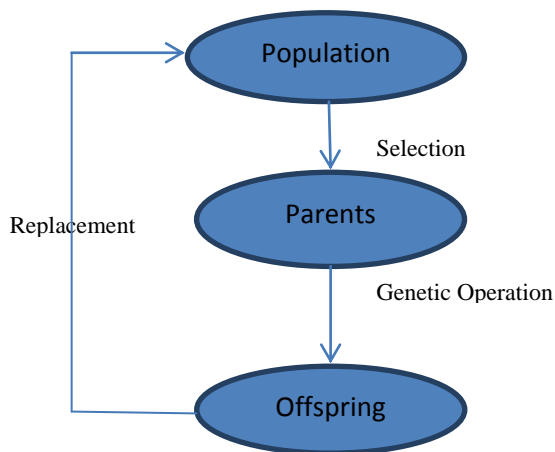 Population
Selection
Parents
Replacement
Genetic Operation
Offspring